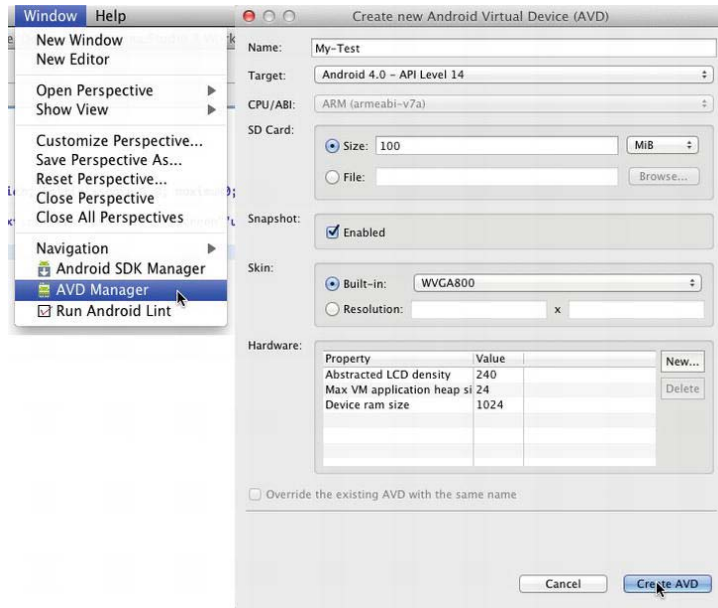 Window Help
New Window
New Editor
Open Perspective
Show View
Customize Perspective...
Save Perspective As...
Reset Perspective...
Close Perspective
Close All Perspectives
Navigation
Android SDK Manager
AVD Manager
Run Android Lint
Create new Android Virtual Device (AVD)
Name: My-Test
Target: Android 4.0 – API Level 14
CPU/ABI: ARM (armeabi-v7a)
SD Card:
Size: 100 MiB
File: Browse...
Snapshot:
Enabled
Skin:
Built-in: WVGA800
Resolution: x
Hardware:
Property Value New...
Abstracted LCD density 240
Max VM application heap si 24 Delete
Device ram size 1024
Override the existing AVD with the same name
Cancel Create AVD